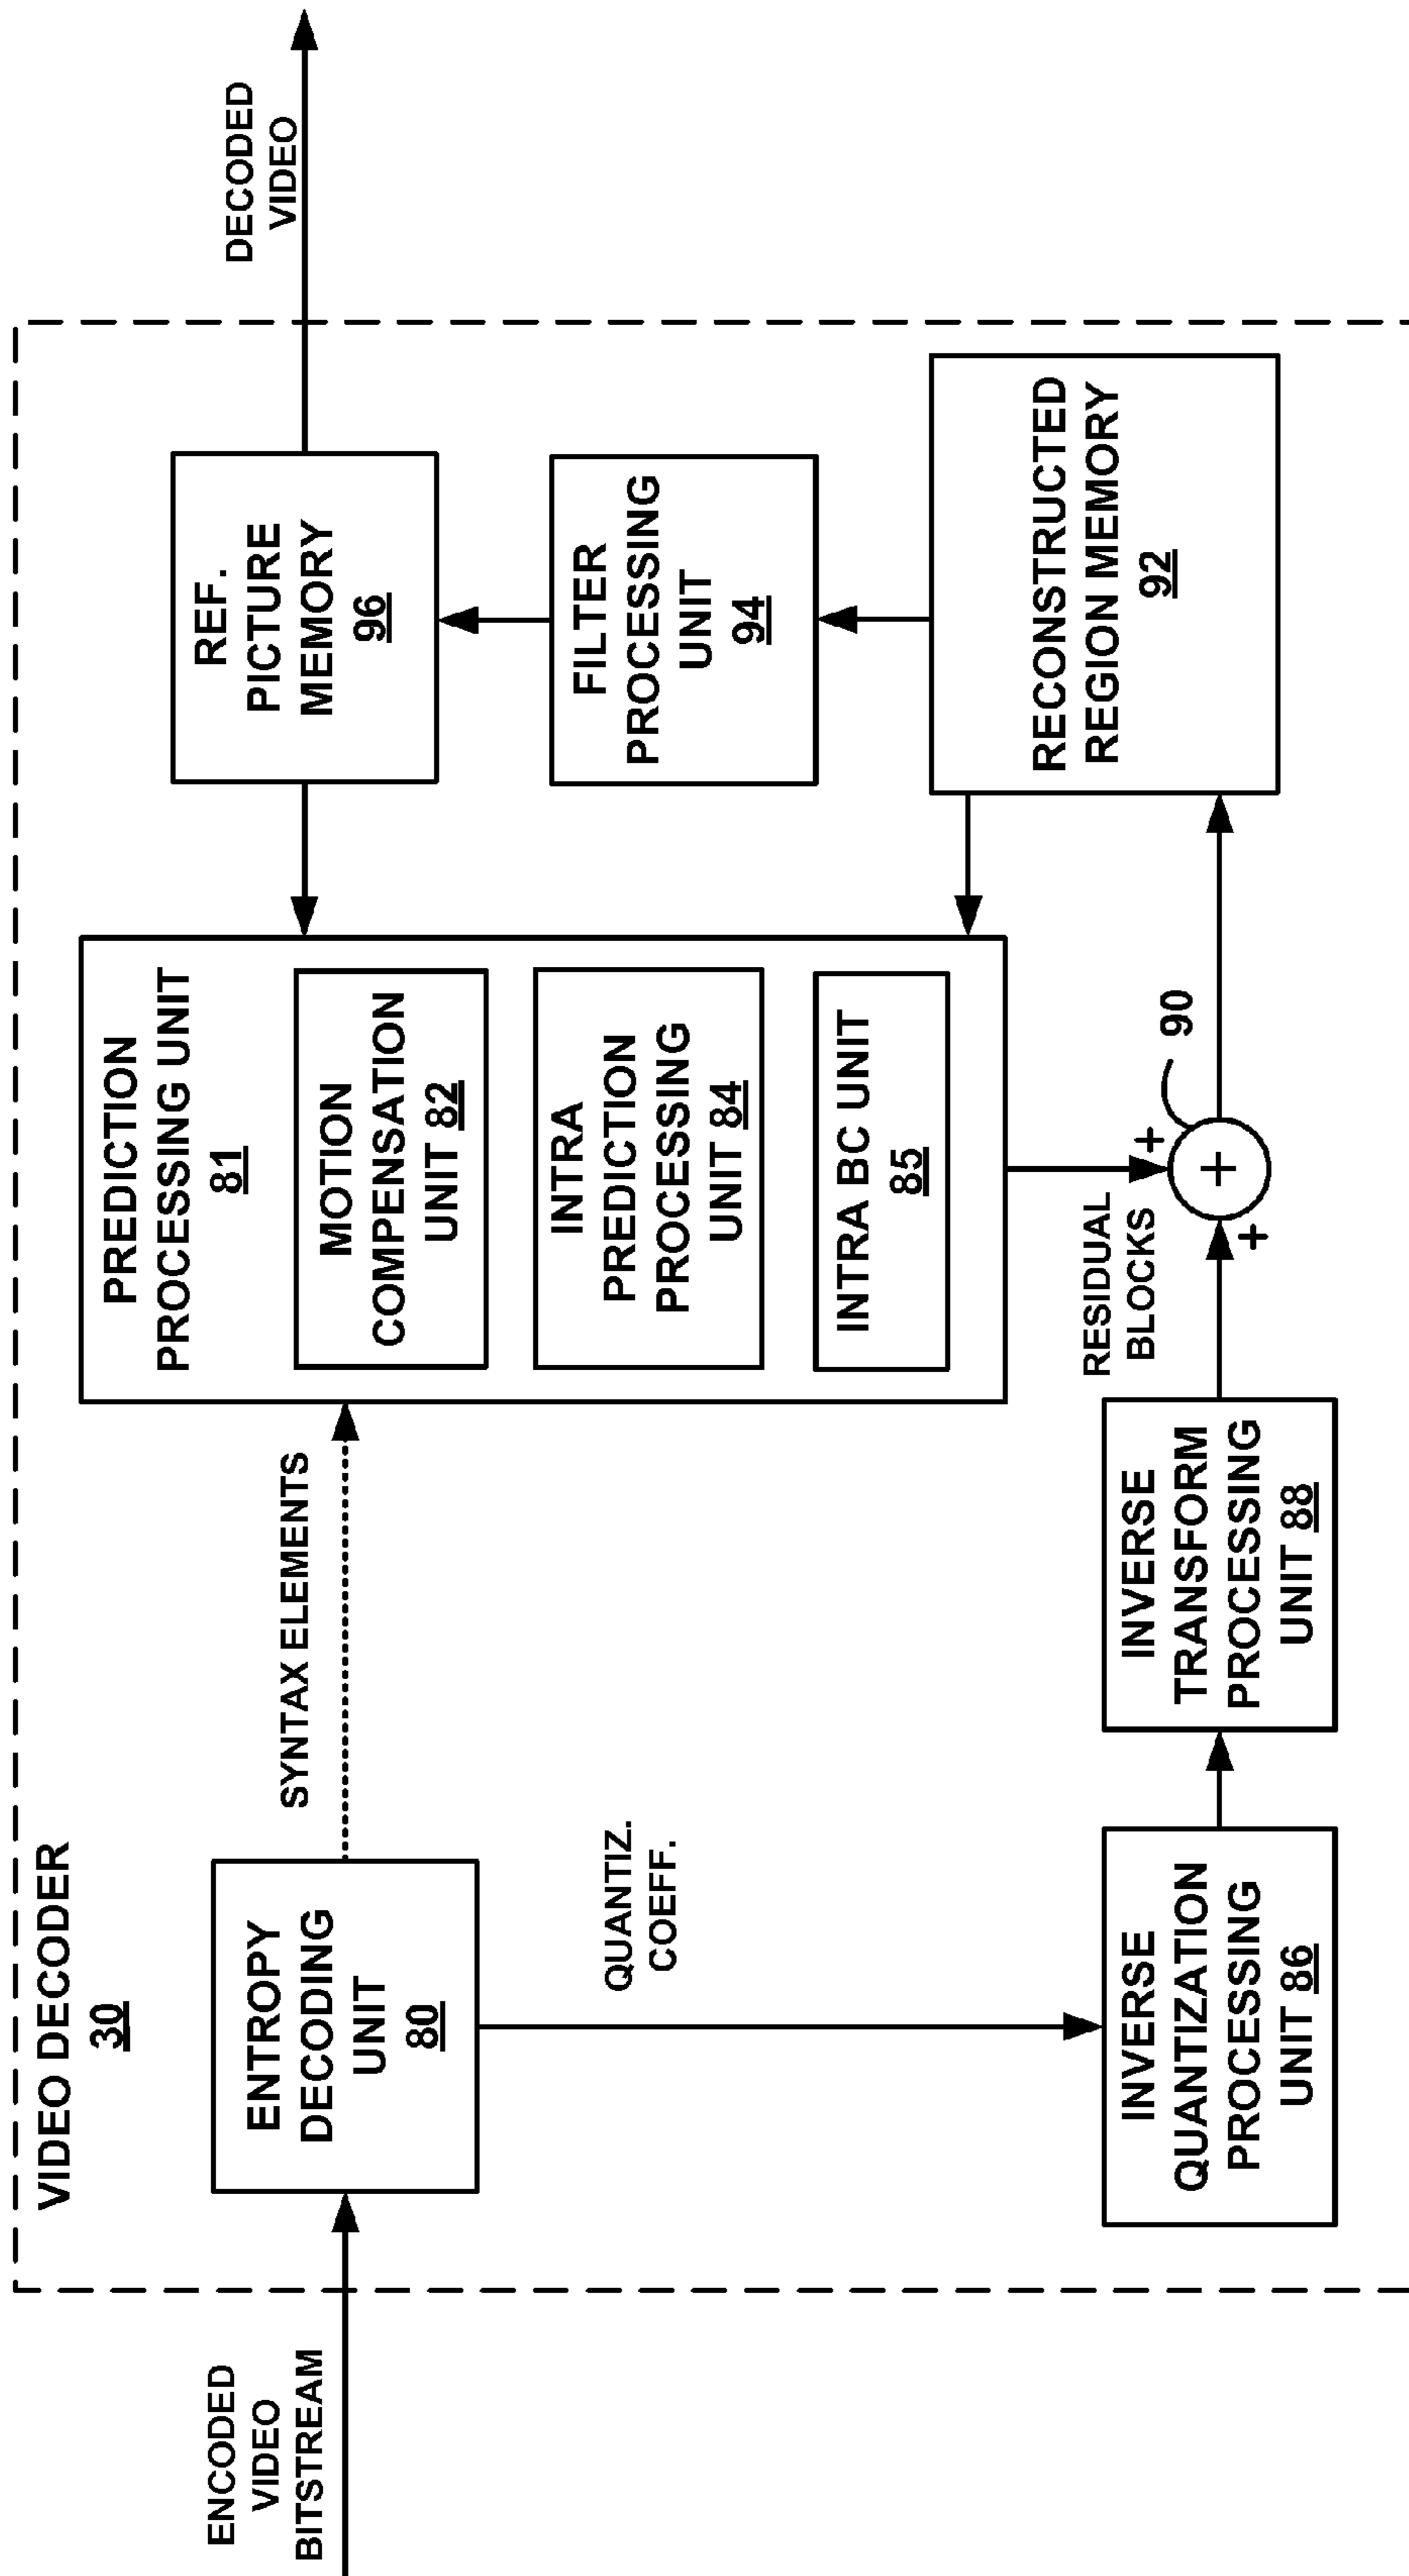 VIDEO DECODER
30
ENCODED
VIDEO
BITSTREAM
ENTROPY
DECODING
UNIT
80
SYNTAX ELEMENTS
QUANTIZ.
COEFF.
PREDICTION
PROCESSING UNIT
81
MOTION
COMPENSATION
UNIT 82
INTRA
PREDICTION
PROCESSING
UNIT 84
INTRA BC UNIT
85
REF.
PICTURE
MEMORY
96
DECODED
VIDEO
FILTER
PROCESSING
UNIT
94
RECONSTRUCTED
REGION MEMORY
92
INVERSE
QUANTIZATION
PROCESSING
UNIT 86
INVERSE
TRANSFORM
PROCESSING
UNIT 88
RESIDUAL
BLOCKS
+
+
+
90